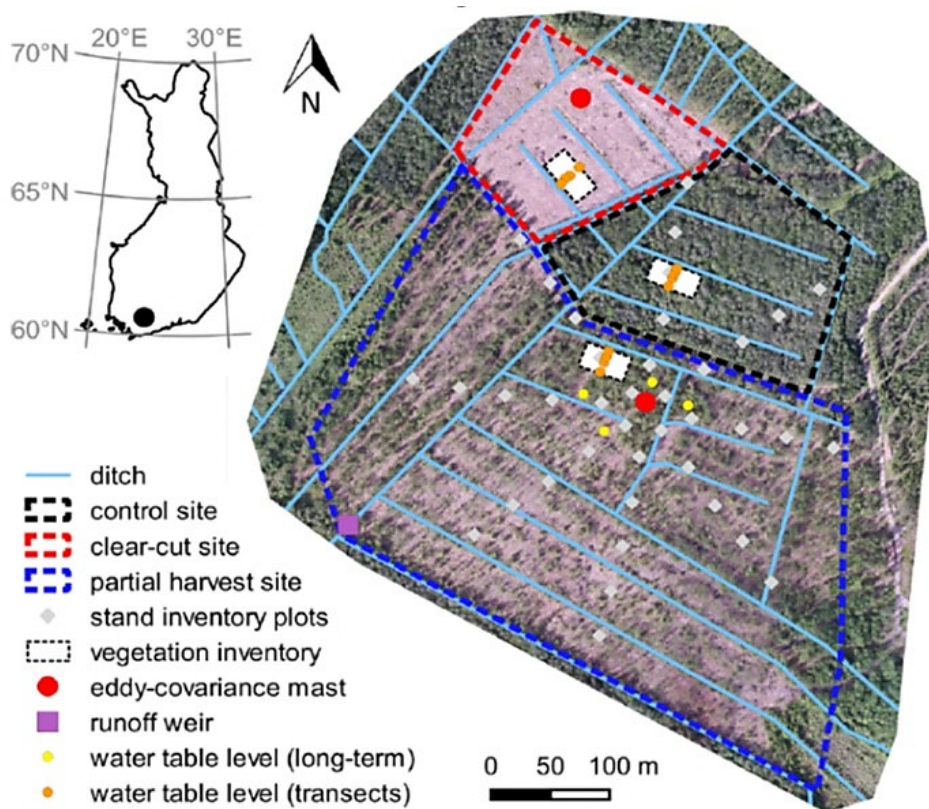 20°E 30°E
70°N
65°N
60°N
N
ditch
control site
clear-cut site
partial harvest site
stand inventory plots
vegetation inventory
eddy-covariance mast
runoff weir
water table level (long-term)
water table level (transects)
0 50 100 m